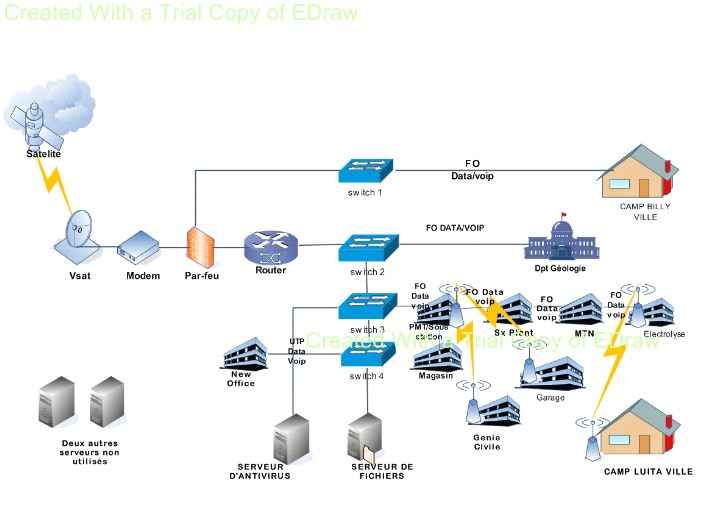 Created With a Trial Copy of EDraw
Satelite
FO
Data/voip
switch 1
CAMP BILLY
VILLE
FO DATA/VOIP
Vsat
Modem
Par-feu
Router
switch 2
Dpt Géologie
FO
Data
voip
FO Data
voip
FO
Data
voip
FO
Data
voip
switch 3
PMT/Sous
station
Sx Plant
MTN
Electrolyse
UTP
Data
Voip
Created With a Trial Copy of EDraw
New
Office
switch 4
Magasin
Garage
Genie
Civile
Deux autres
serveurs non
utilisés
SERVEUR
D'ANTIVIRUS
SERVEUR DE
FICHIERS
CAMP LUITA VILLE